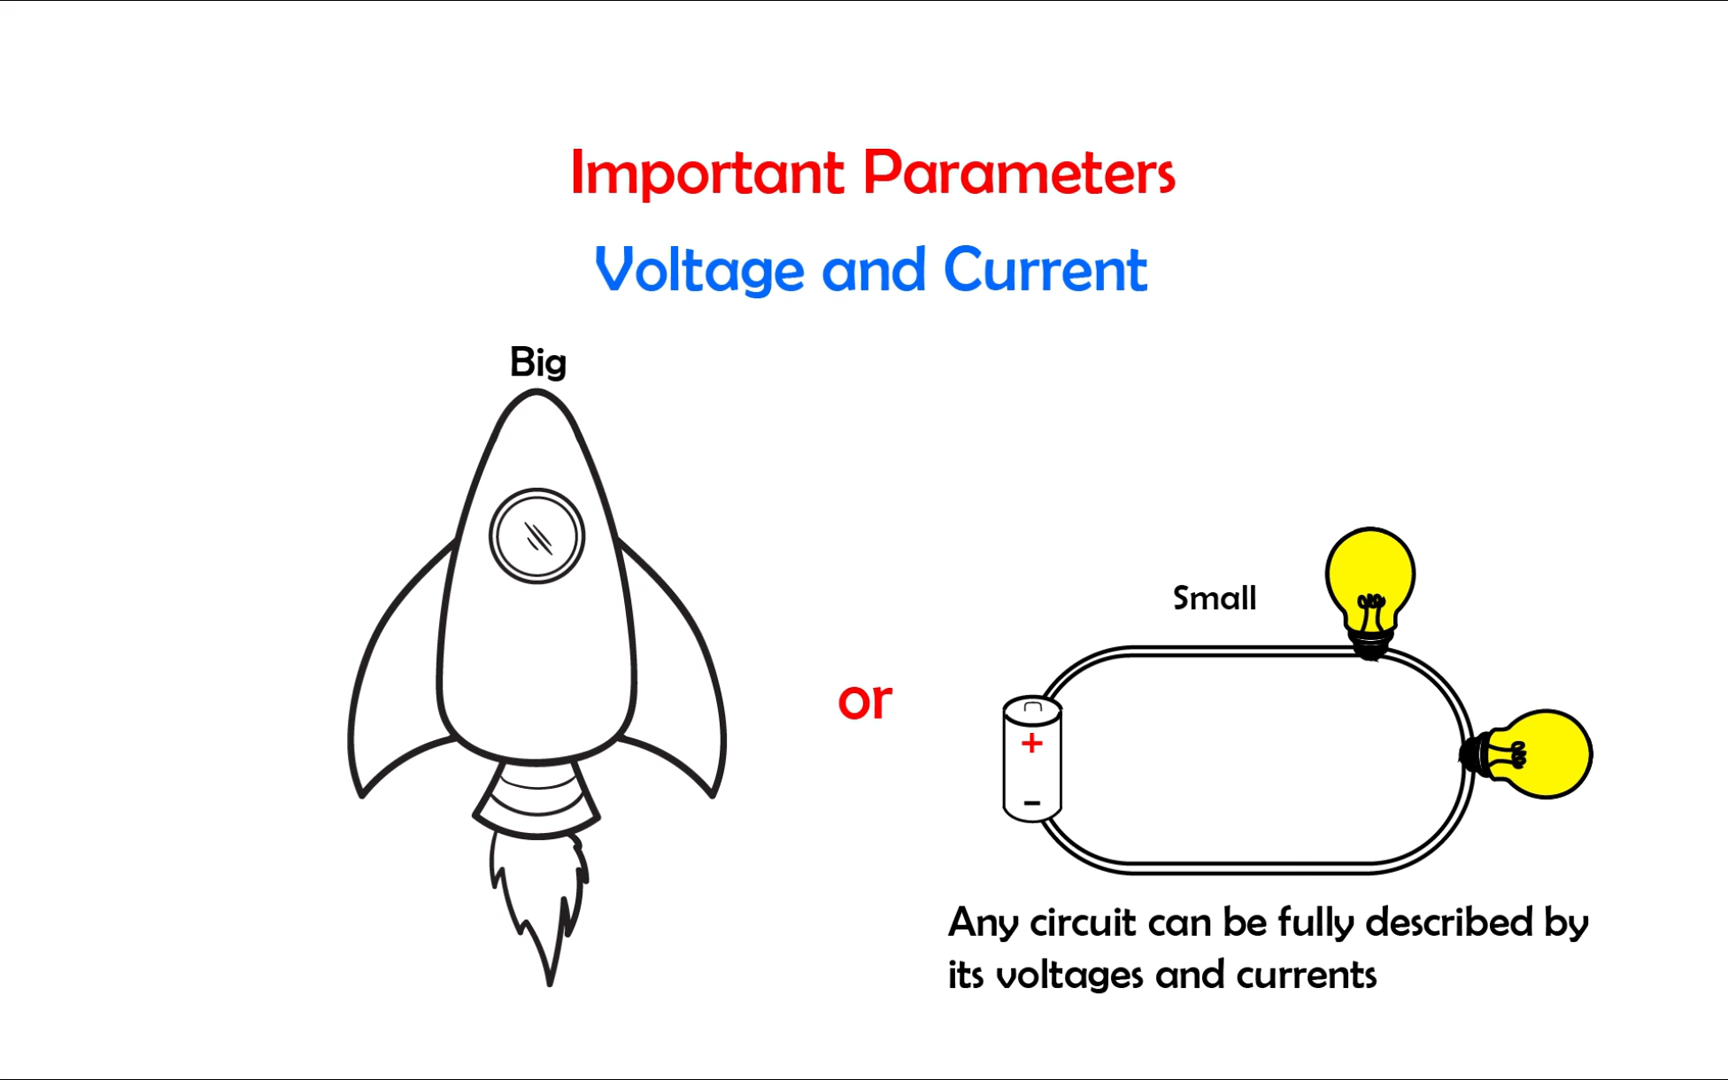 Important Parameters
Voltage and Current
Big
Small
or
+
-
Any circuit can be fully described by
its voltages and currents